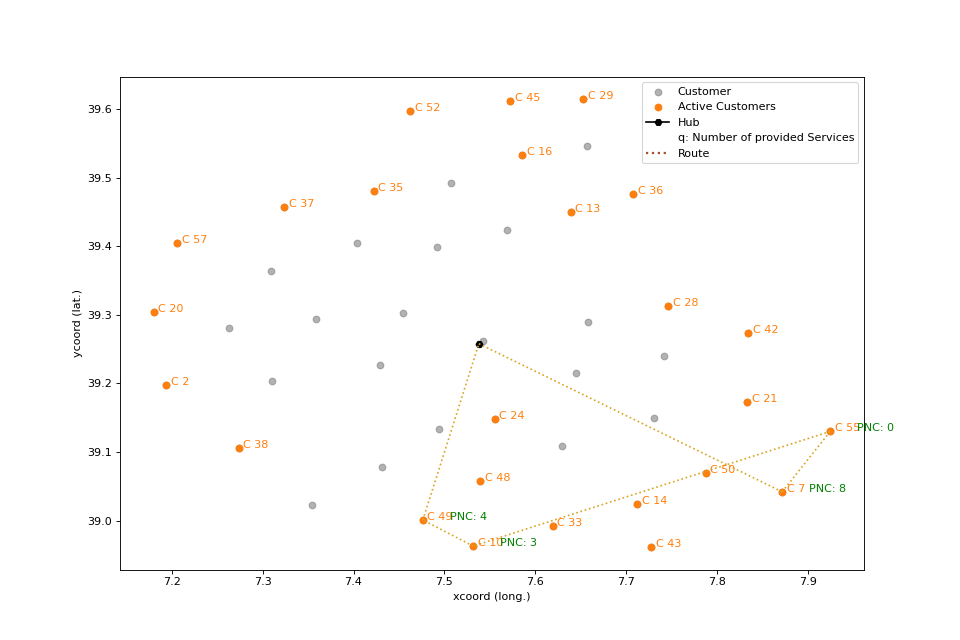 Customer
Active Customers
Hub
q: Number of provided Services
Route
C 29
C 45
C 52
C 16
C 36
C 35
C 13
C 37
C 57
C 28
C 20
C 42
C 2
C 21
C 24
C 55 PNC: 0
C 38
C 50
C 48
C 7 PNC: 8
C 14
C 49 PNC: 4
C 33
C 10 PNC: 3
C 43
39.6
39.5
39.4
39.3
39.2
39.1
39.0
ycoord (lat.)
7.2 7.3 7.4 7.5 7.6 7.7 7.8 7.9
xcoord (long.)